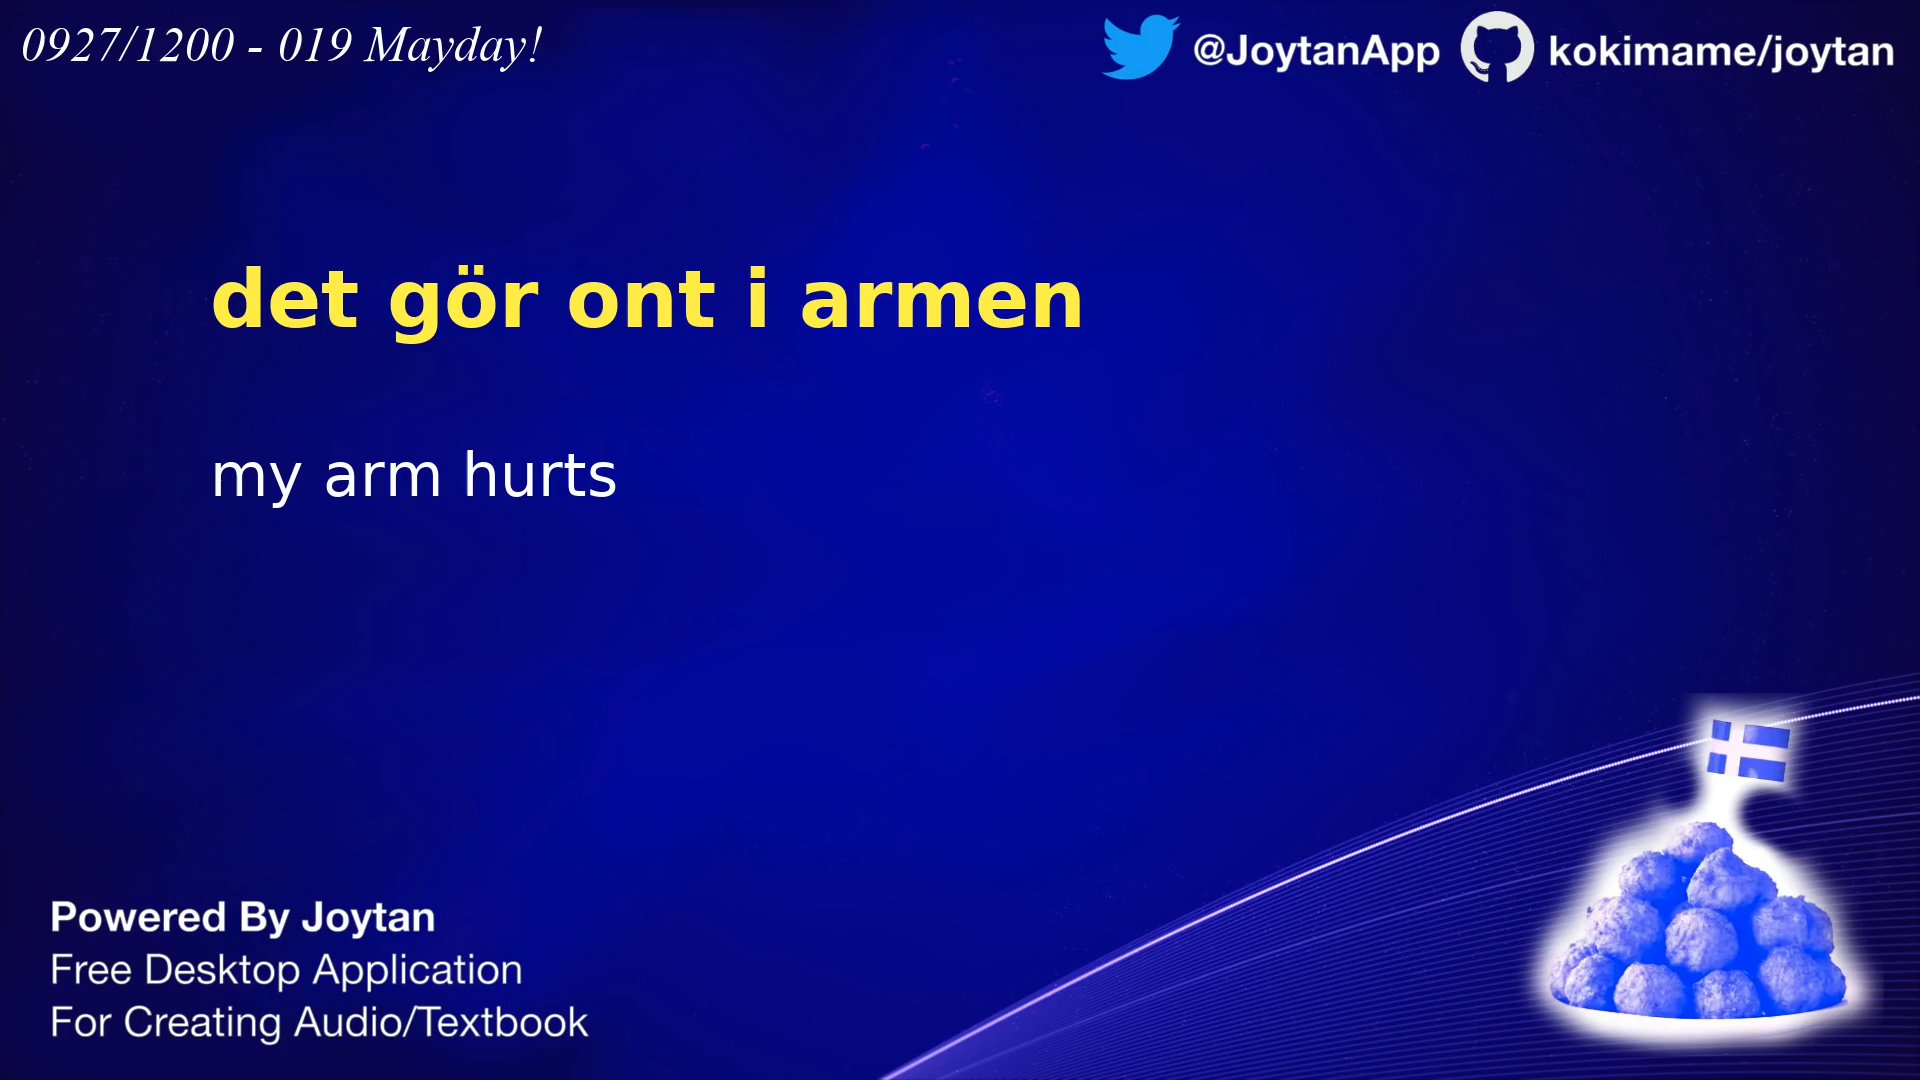 0927/1200 - 019 Mayday!
@JoytanApp kokimame/joytan
det gör ont i armen
my arm hurts
Powered By Joytan
Free Desktop Application
For Creating Audio/Textbook